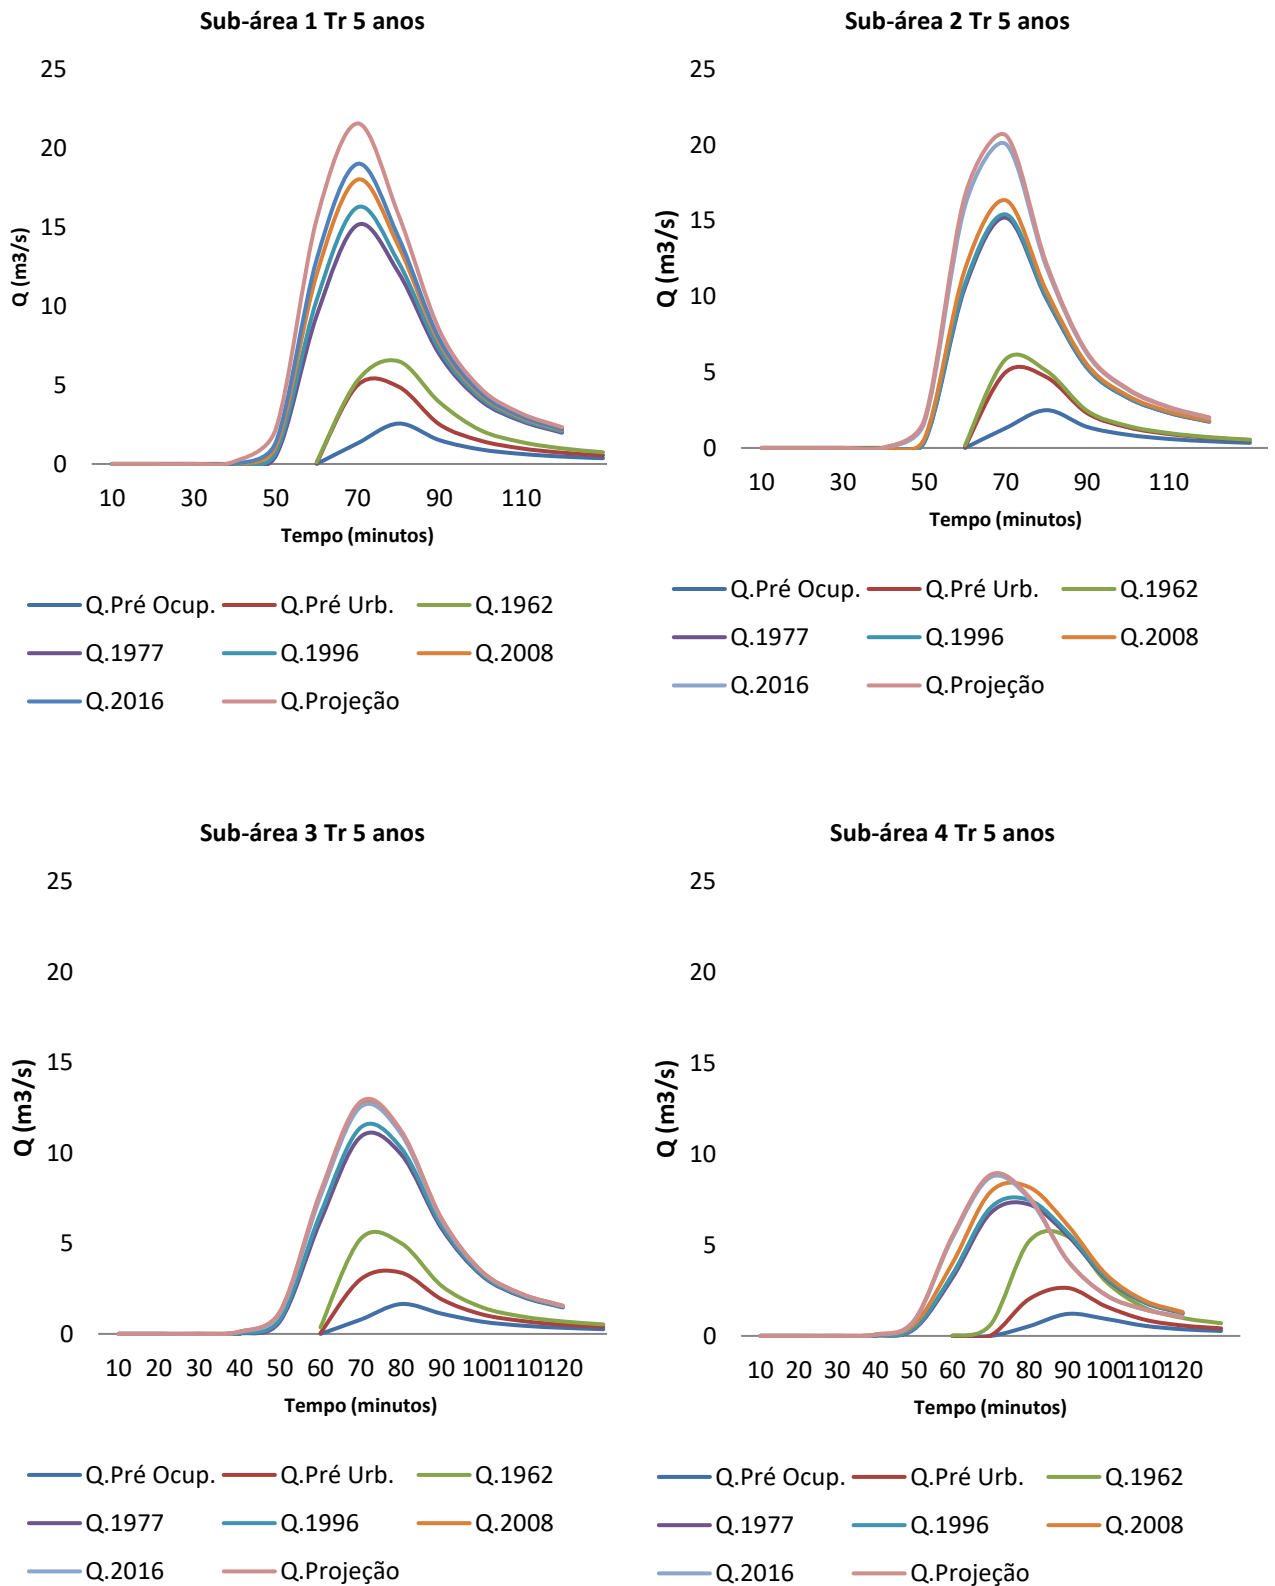 Sub-área 1 Tr 5 anos
25
20
15
10
5
0
Q (m3/s)
10 30 50 70 90 110
Tempo (minutos)
Q.Pré Ocup. Q.Pré Urb. Q.1962
Q.1977 Q.1996 Q.2008
Q.2016 Q.Projeção
Sub-área 2 Tr 5 anos
25
20
15
10
5
0
Q (m3/s)
10 30 50 70 90 110
Tempo (minutos)
Q.Pré Ocup. Q.Pré Urb. Q.1962
Q.1977 Q.1996 Q.2008
Q.2016 Q.Projeção
Sub-área 3 Tr 5 anos
25
20
15
10
5
0
Q (m3/s)
10 20 30 40 50 60 70 80 90 100110120
Tempo (minutos)
Q.Pré Ocup. Q.Pré Urb. Q.1962
Q.1977 Q.1996 Q.2008
Q.2016 Q.Projeção
Sub-área 4 Tr 5 anos
25
20
15
10
5
0
Q (m3/s)
10 20 30 40 50 60 70 80 90 100110120
Tempo (minutos)
Q.Pré Ocup. Q.Pré Urb. Q.1962
Q.1977 Q.1996 Q.2008
Q.2016 Q.Projeção